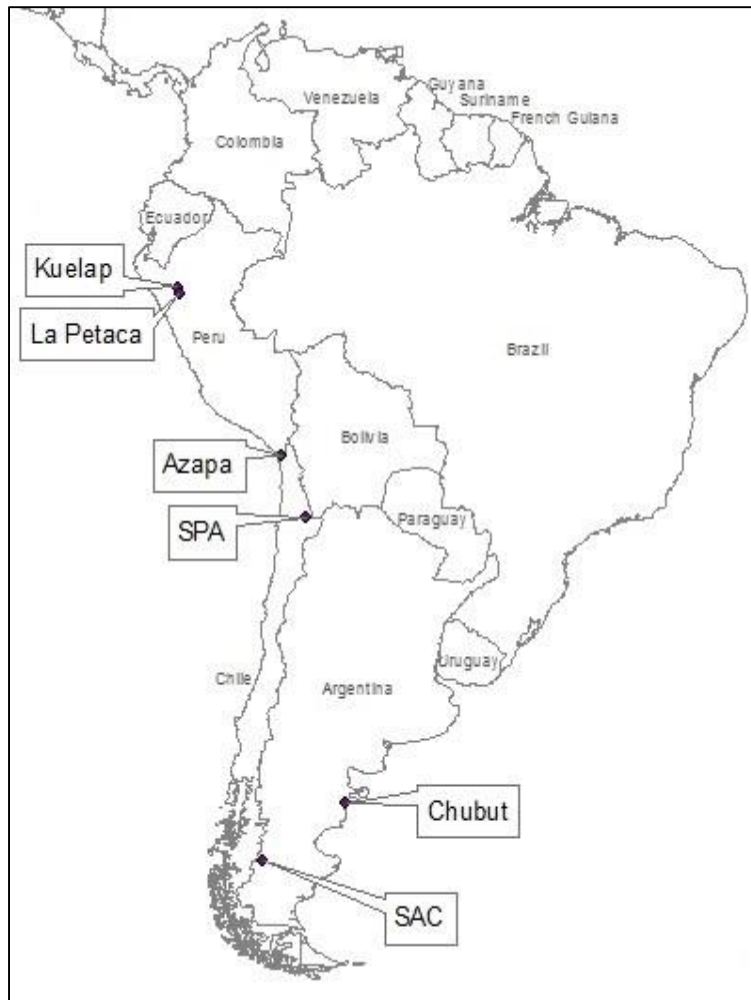 Guyana
Suriname
Venezuela
French Guiana
Colombia
Ecuador
Kuelap
La Petaca
Peru
Brazil
Bolivia
Azapa
SPA
Paraguay
Uruguay
Chile
Argentina
Chubut
SAC